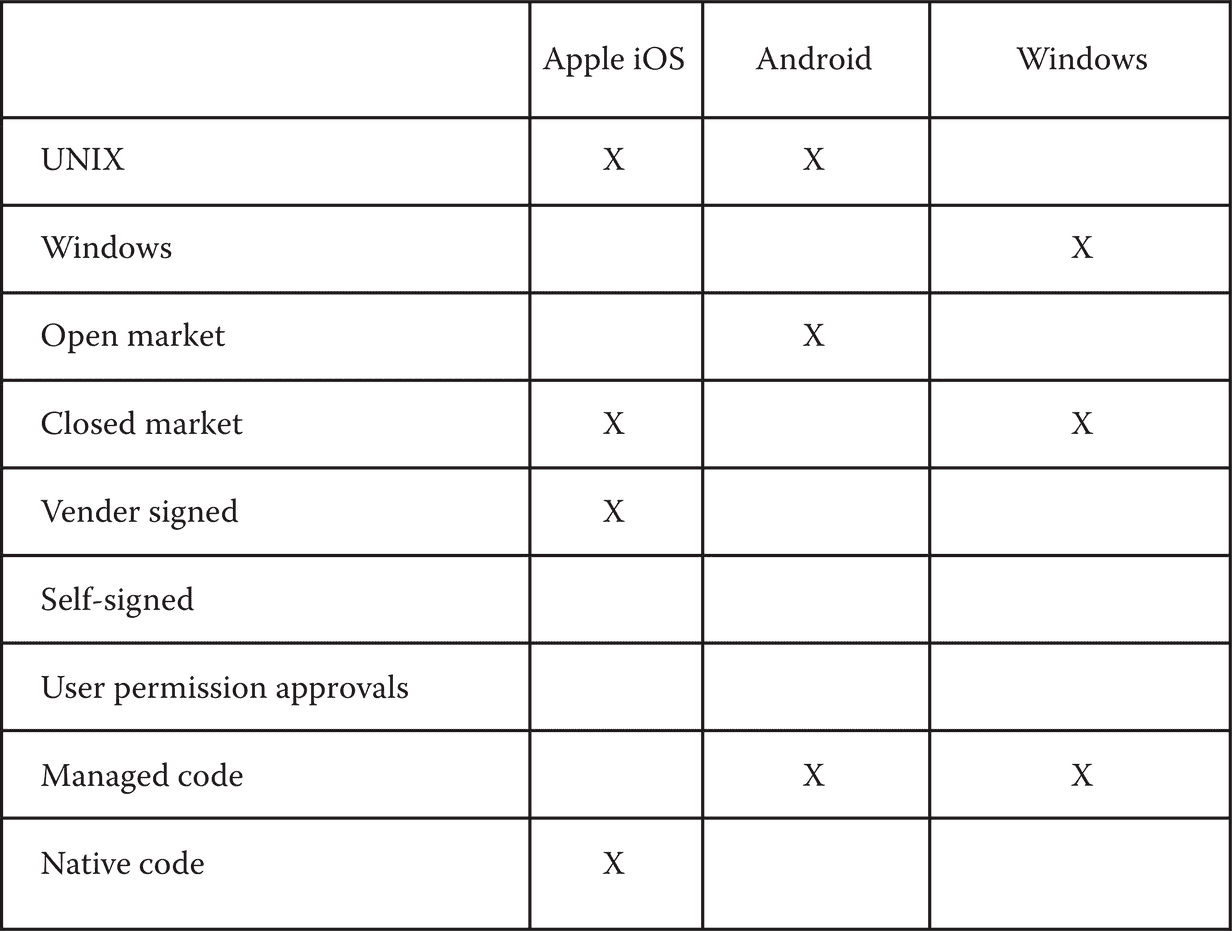 Apple iOS Android Windows
UNIX X X
Windows X
Open market X
Closed market X X
Vender signed X
Self-signed
User permission approvals
Managed code X X
Native code X